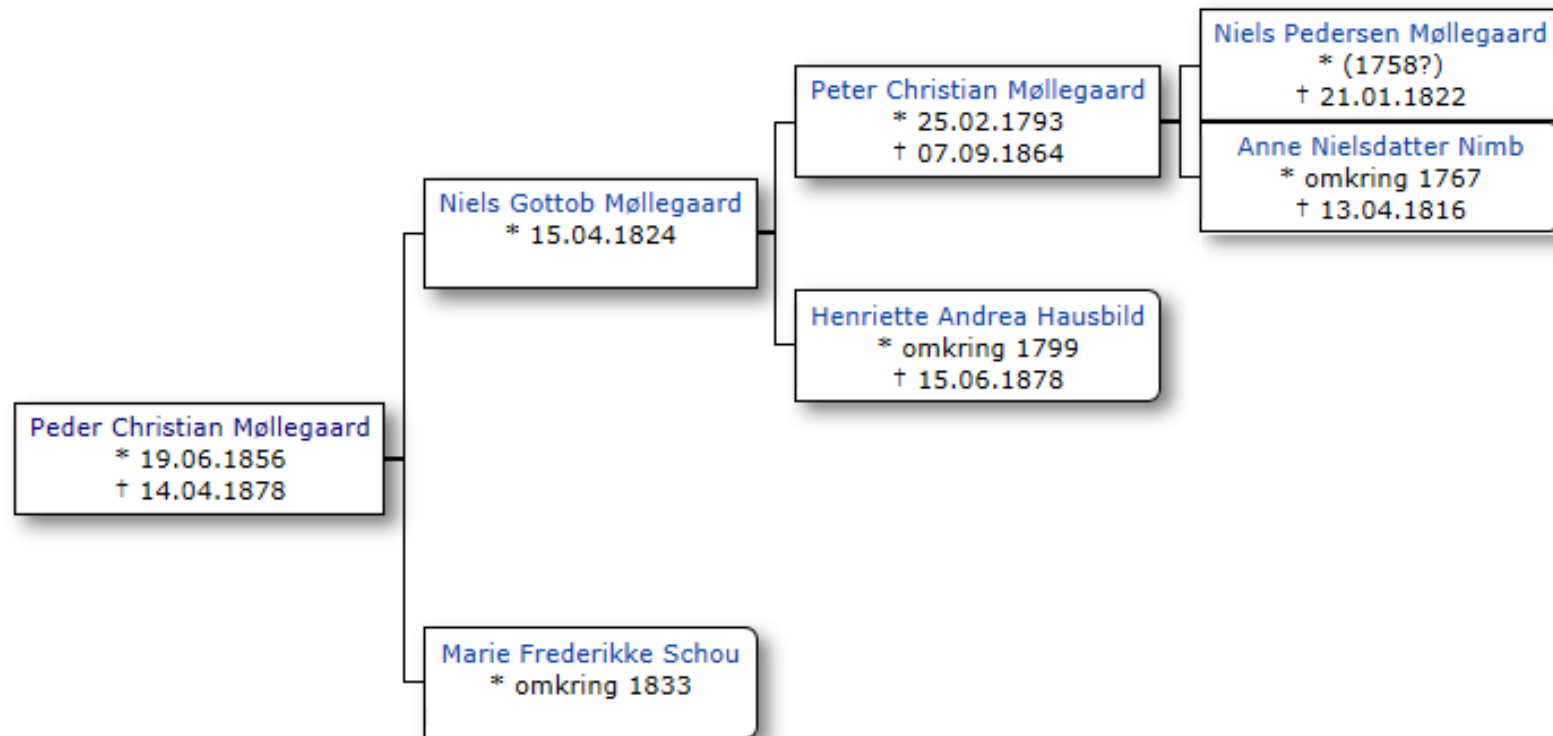 Niels Pedersen Møllegaard
* (1758?)
† 21.01.1822
Peter Christian Møllegaard
* 25.02.1793
† 07.09.1864
Anne Nielsdatter Nimb
* omkring 1767
† 13.04.1816
Niels Gottob Møllegaard
* 15.04.1824
Henriette Andrea Hausbild
* omkring 1799
† 15.06.1878
Peder Christian Møllegaard
* 19.06.1856
† 14.04.1878
Marie Frederikke Schou
* omkring 1833